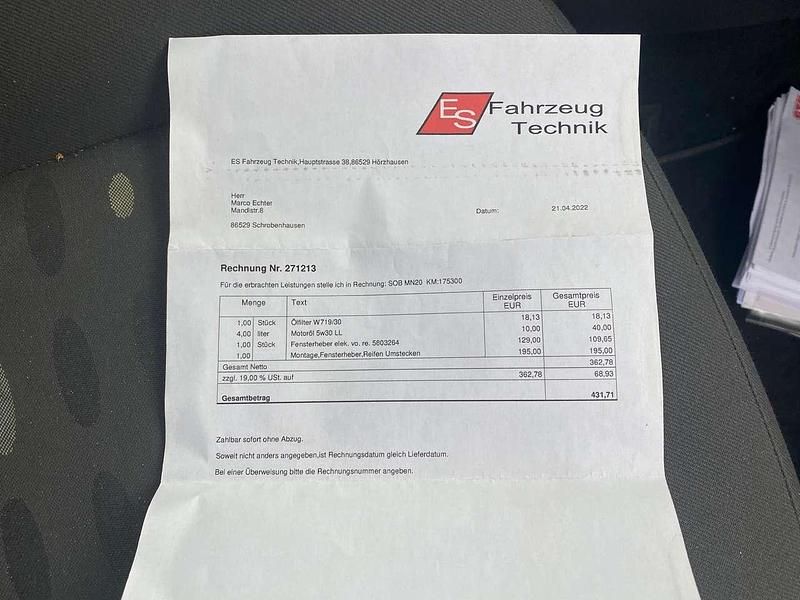 ES Fahrzeug
Technik
ES Fahrzeug Technik,Hauptstrasse 38,86529 Hörzhausen
Herr
Marco Echter
Mandlstr.8
Datum: 21.04.2022
86529 Schrobenhausen
Rechnung Nr. 271213
Für die erbrachten Leistungen stelle ich in Rechnung: SOB MN20 KM:175300
Menge Text Einzelpreis EUR Gesamtpreis EUR
1,00 Stück Ölfilter W719/30 18,13 18,13
4,00 liter Motoröl 5w30 LL 10,00 40,00
1,00 Stück Fensterheber elek. vo. re. 5803264 129,00 109,65
1,00 Montage,Fensterheber,Reifen Umstecken 195,00 195,00
Gesamt Netto 362,78
zzgl. 19,00 % USt. auf 362,78 68,93
Gesamtbetrag 431,71
Zahlbar sofort ohne Abzug.
Soweit nicht anders angegeben,ist Rechnungsdatum gleich Lieferdatum.
Bei einer Überweisung bitte die Rechnungsnummer angeben.